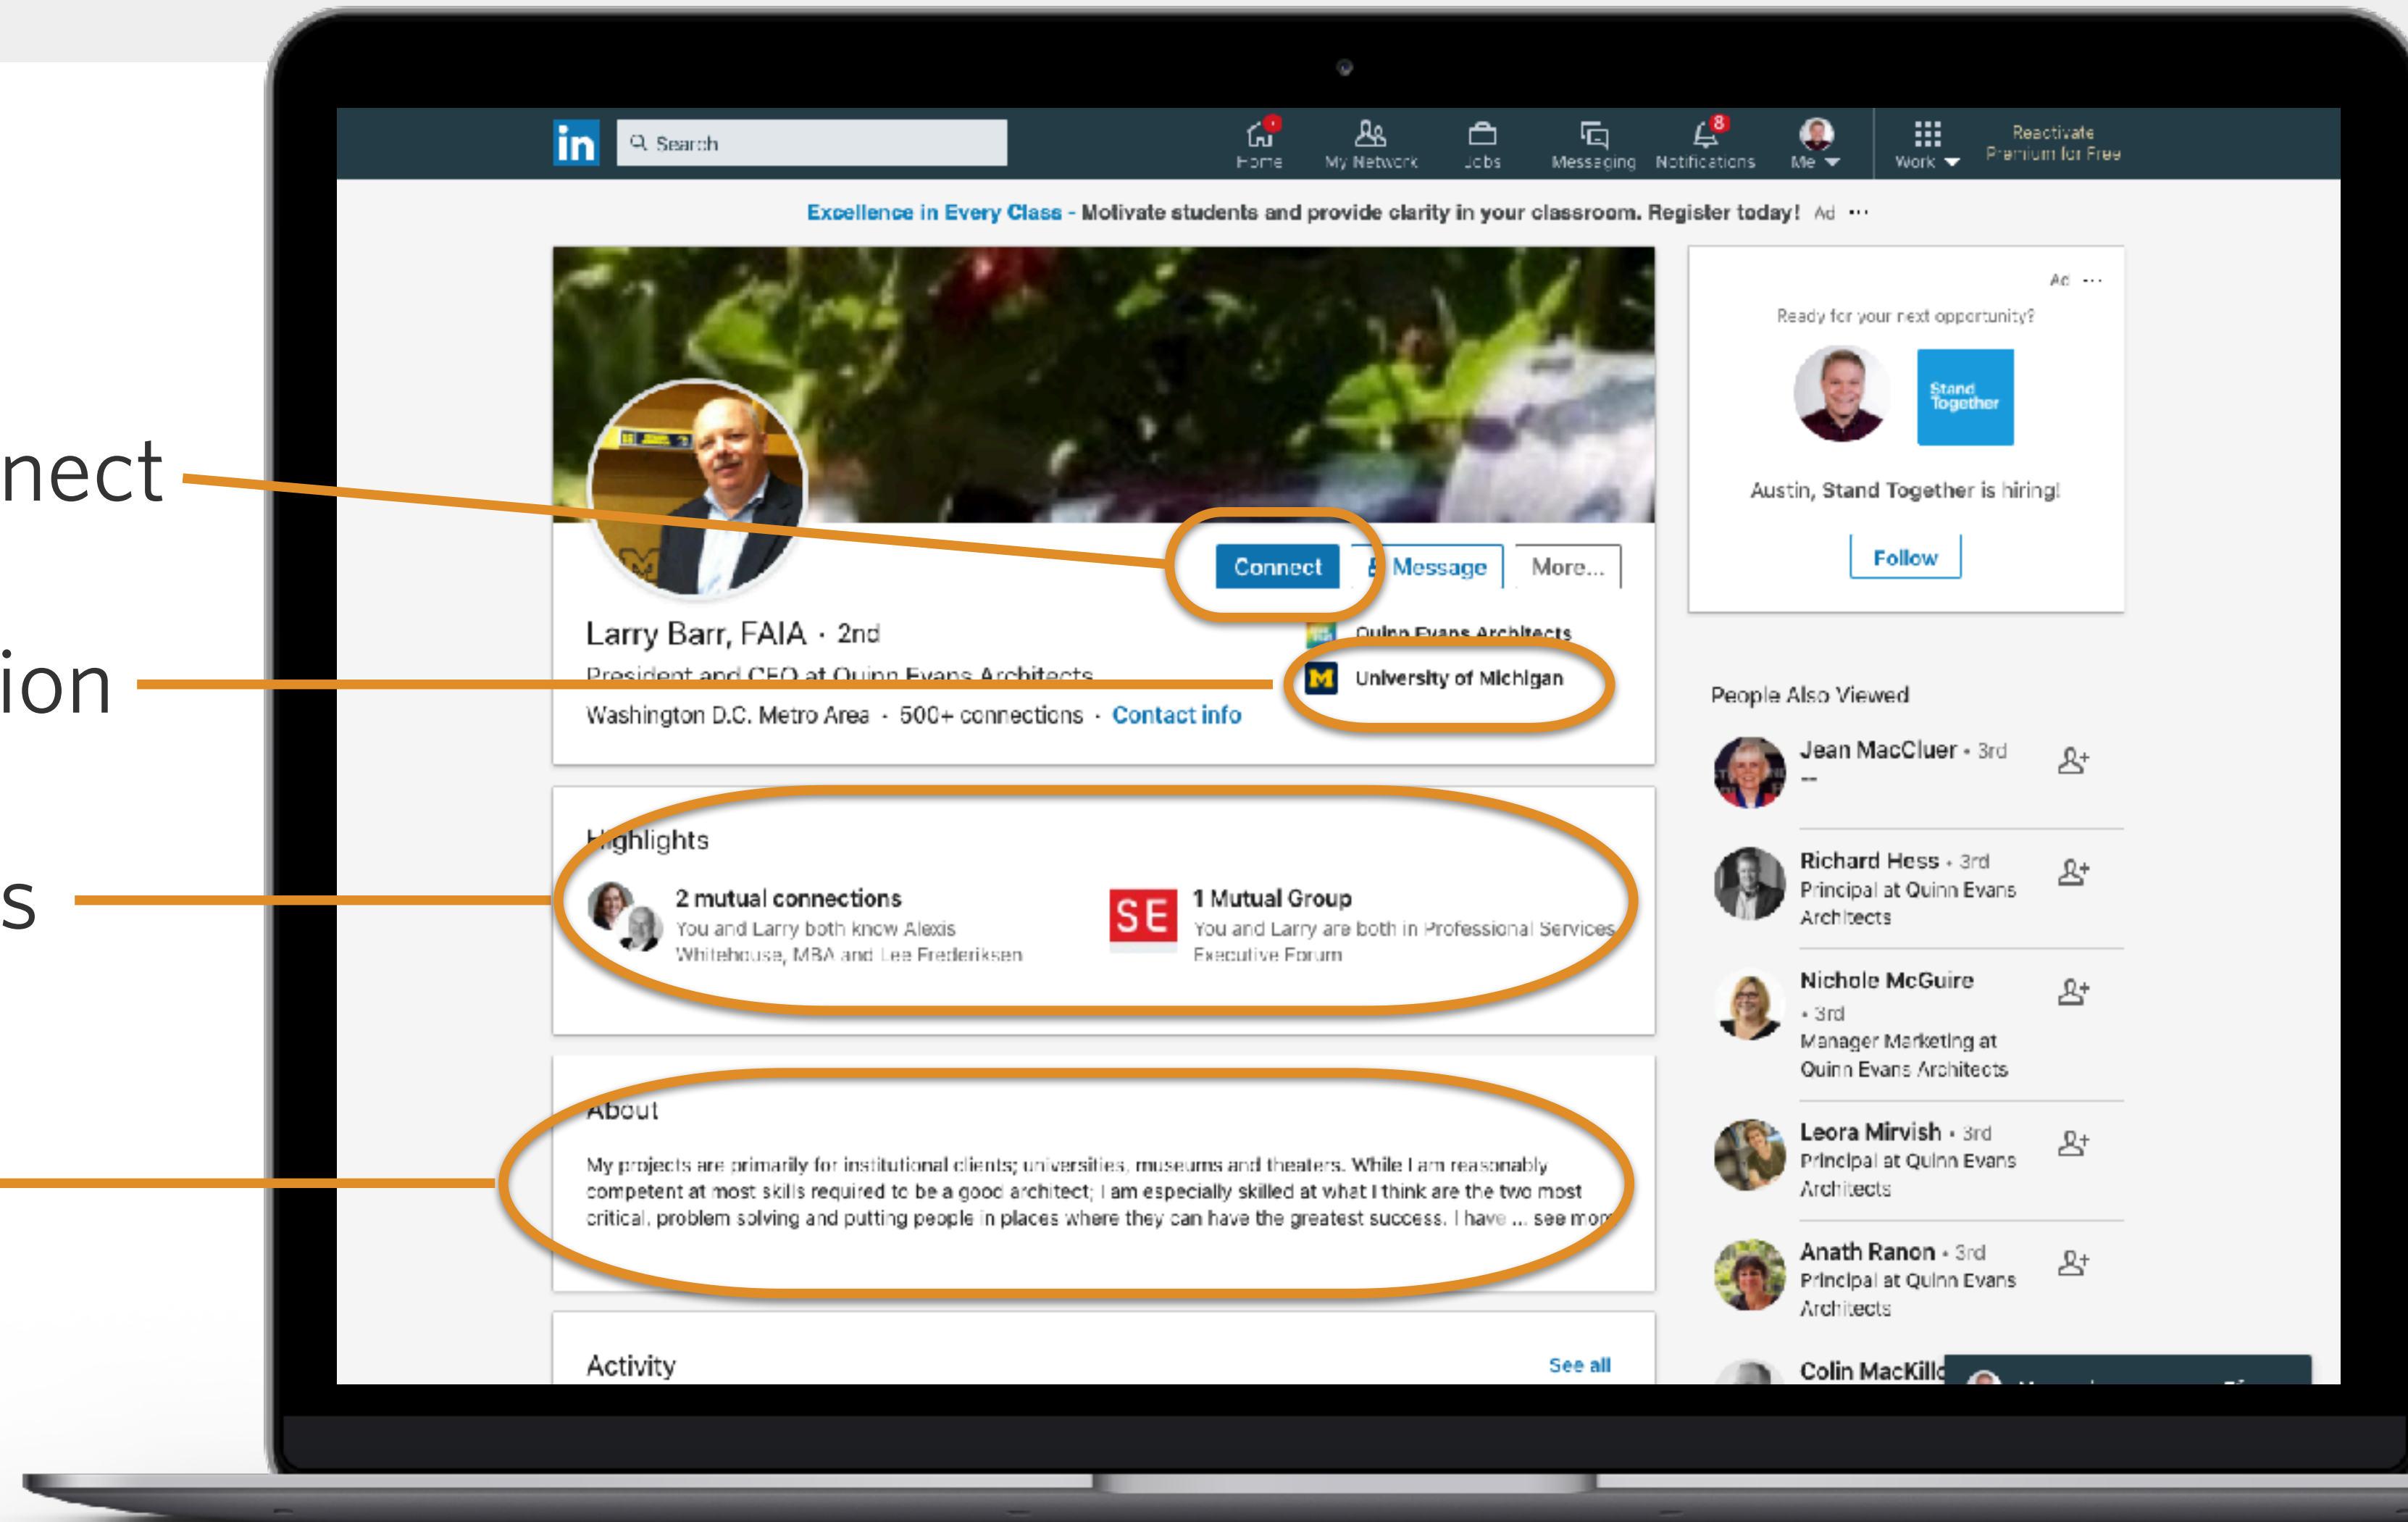 nect
ion
s
in
Search
Home
My Network
Jobs
Messaging
8
Notifications
Me
Work
Reactivate
Premium for Free
Excellence in Every Class - Motivate students and provide clarity in your classroom. Register today! Ad ...
Connect
Message
More...
Larry Barr, FAIA · 2nd
President and CEO at Quinn Evans Architects
Washington D.C. Metro Area · 500+ connections · Contact info
Quinn Evans Architects
M University of Michigan
Highlights
2 mutual connections
You and Larry both know Alexis
Whitehouse, MBA and Lee Frederiksen
SE
1 Mutual Group
You and Larry are both in Professional Services
Executive Forum
About
My projects are primarily for institutional clients; universities, museums and theaters. While I am reasonably
competent at most skills required to be a good architect; I am especially skilled at what I think are the two most
critical, problem solving and putting people in places where they can have the greatest success. I have ... see more
Activity
See all
Ad ...
Ready for your next opportunity?
Stand
Together
Austin, Stand Together is hiring!
Follow
People Also Viewed
Jean MacCluer • 3rd
--
Richard Hess • 3rd
Principal at Quinn Evans
Architects
Nichole McGuire
• 3rd
Manager Marketing at
Quinn Evans Architects
Leora Mirvish • 3rd
Principal at Quinn Evans
Architects
Anath Ranon • 3rd
Principal at Quinn Evans
Architects
Colin